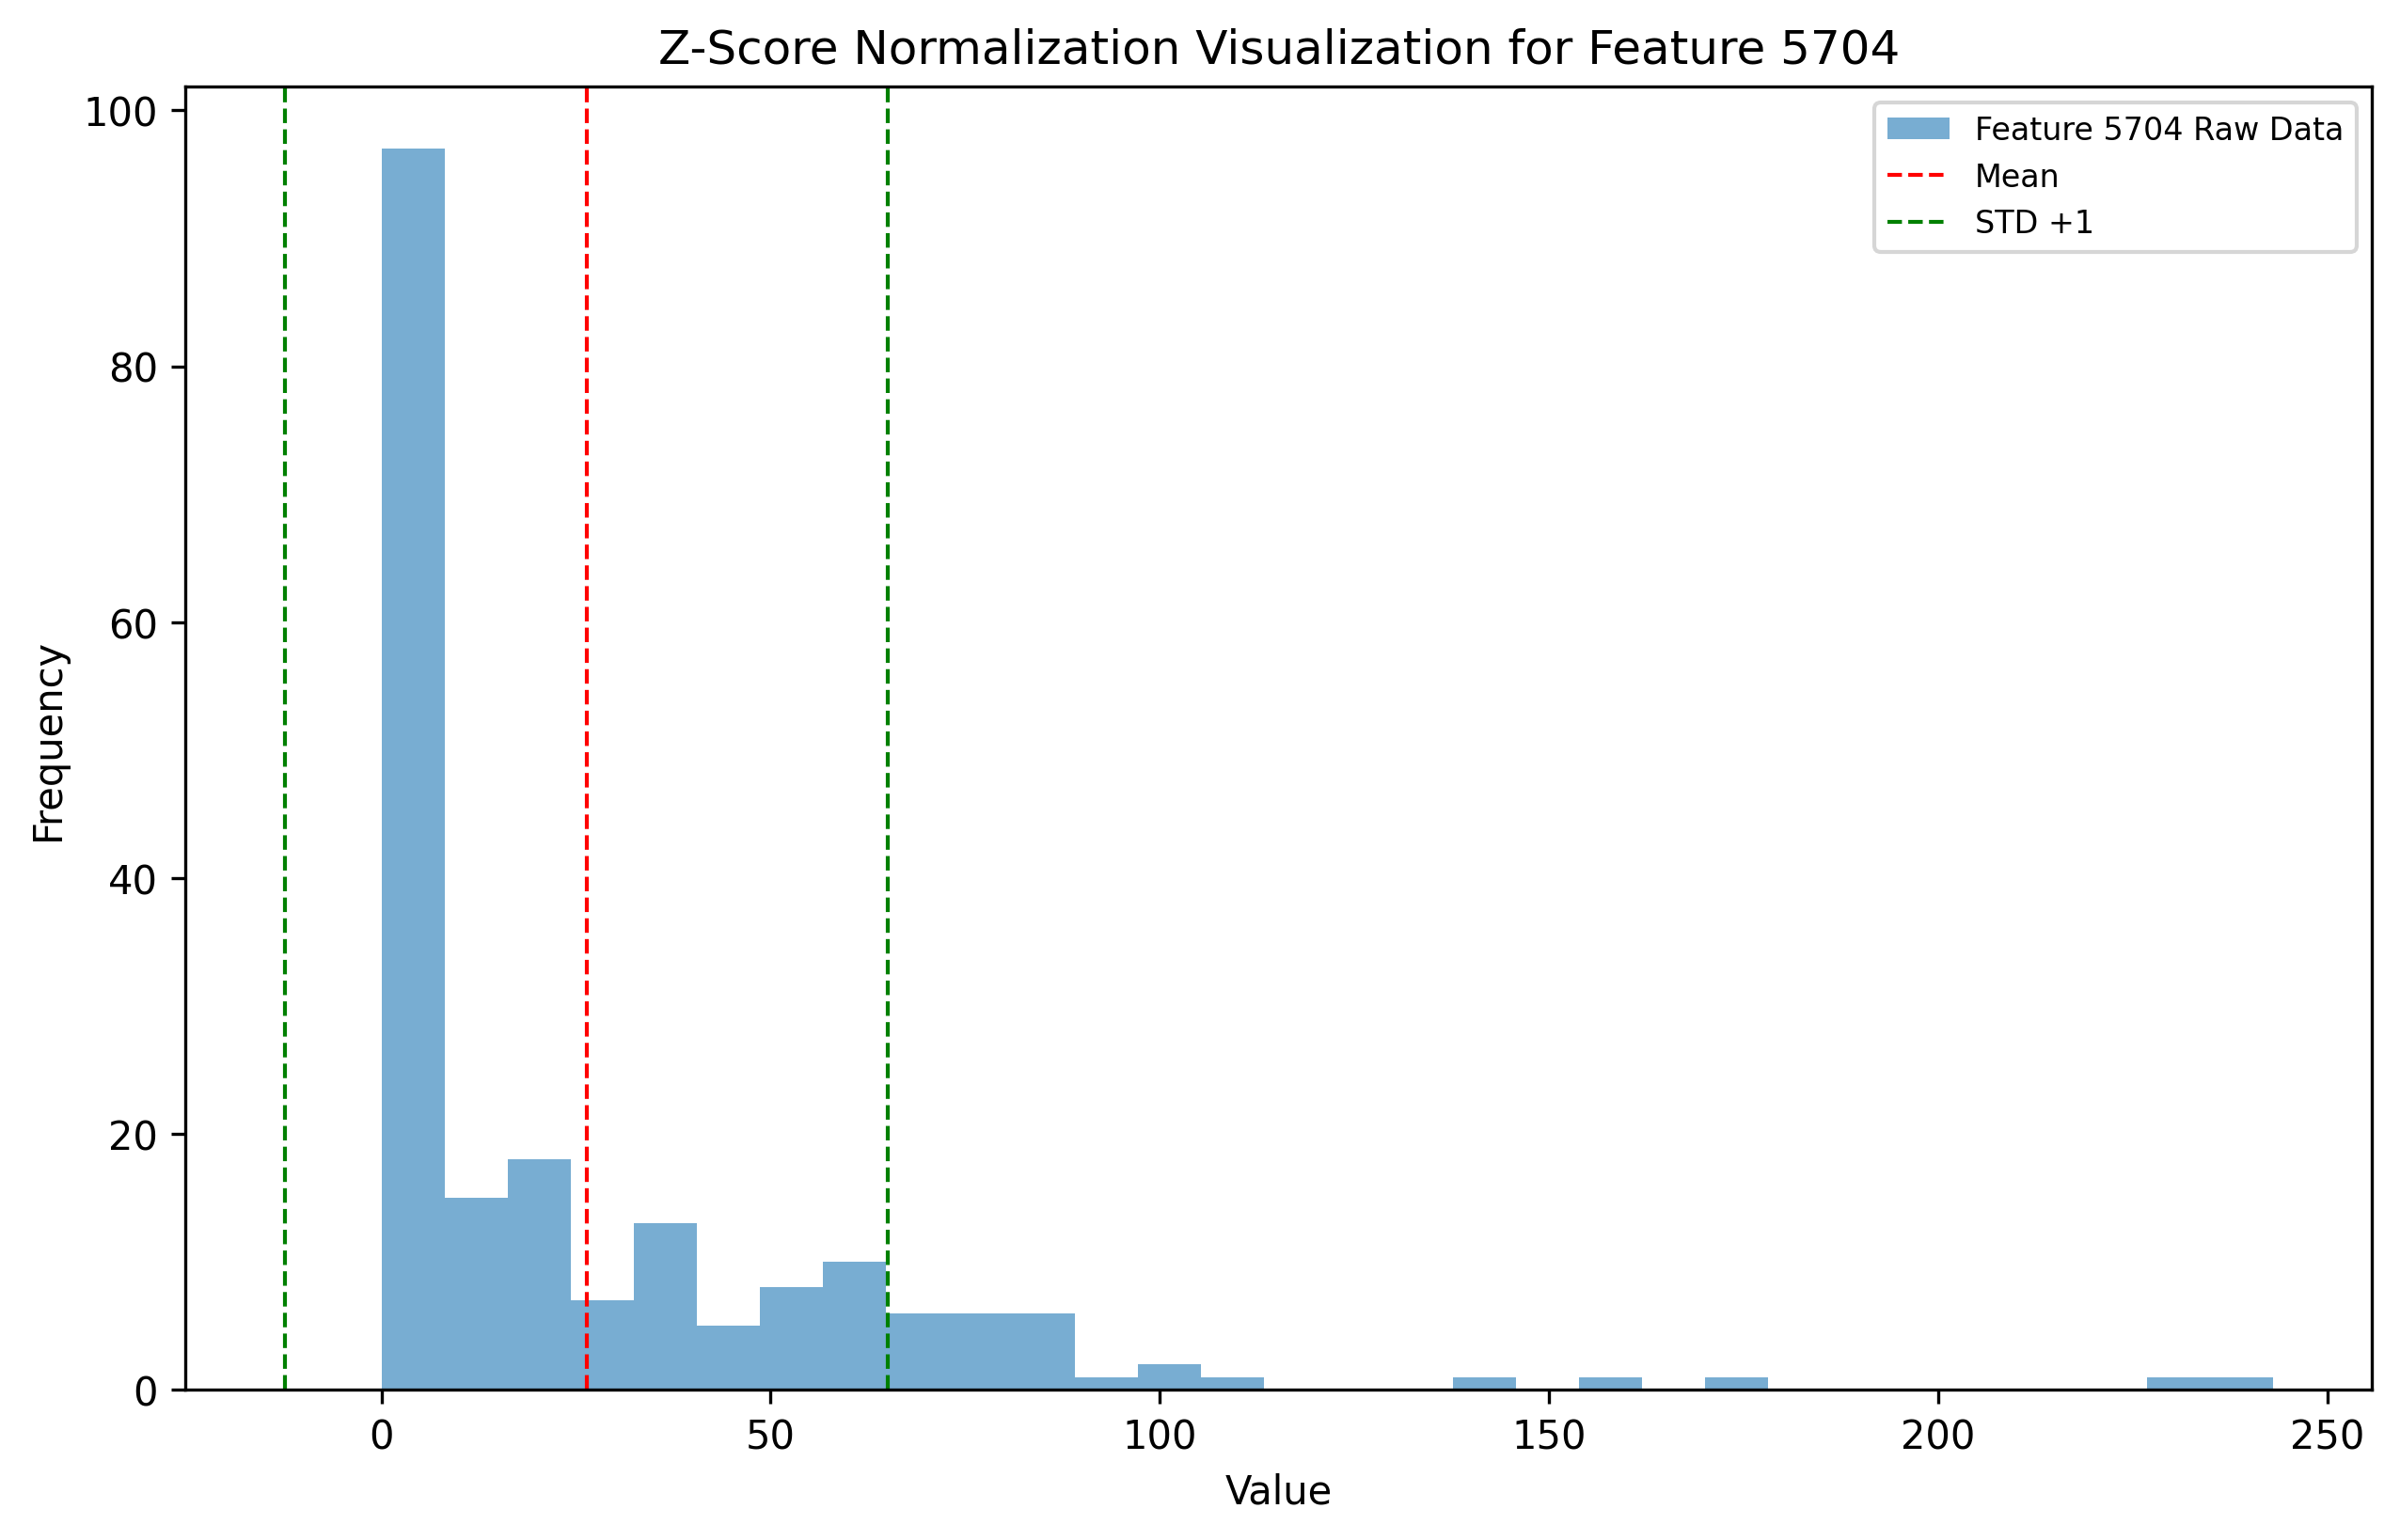 Z-Score Normalization Visualization for Feature 5704
Feature 5704 Raw Data
Mean
STD +1
100
80
60
40
20
0
Frequency
0 50 100 150 200 250
Value